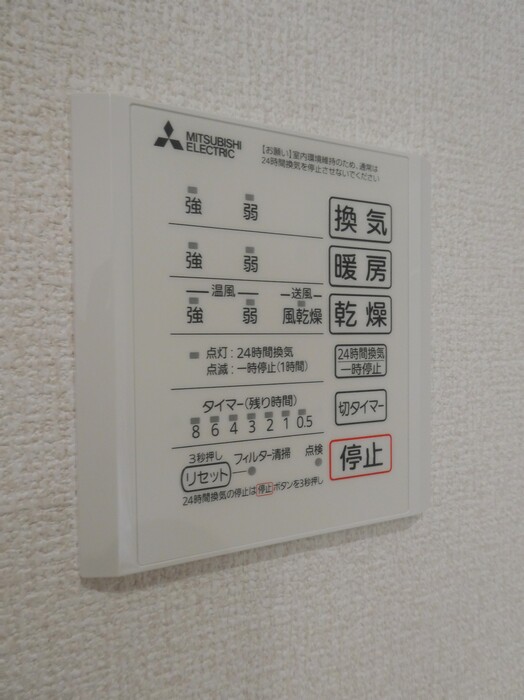 MITSUBISHI
ELECTRIC
【お願い】室内環境維持のため、通常は
24時間換気を停止させないでください
強 弱 換気
強 弱 暖房
温風 送風
強 弱 風乾燥 乾燥
点灯：24時間換気
点滅：一時停止(1時間)
24時間換気
一時停止
タイマー(残り時間)
8 6 4 3 2 1 0.5
切タイマー
3秒押し
リセット フィルター清掃 点検
停止
24時間換気の停止は停止ボタンを3秒押し